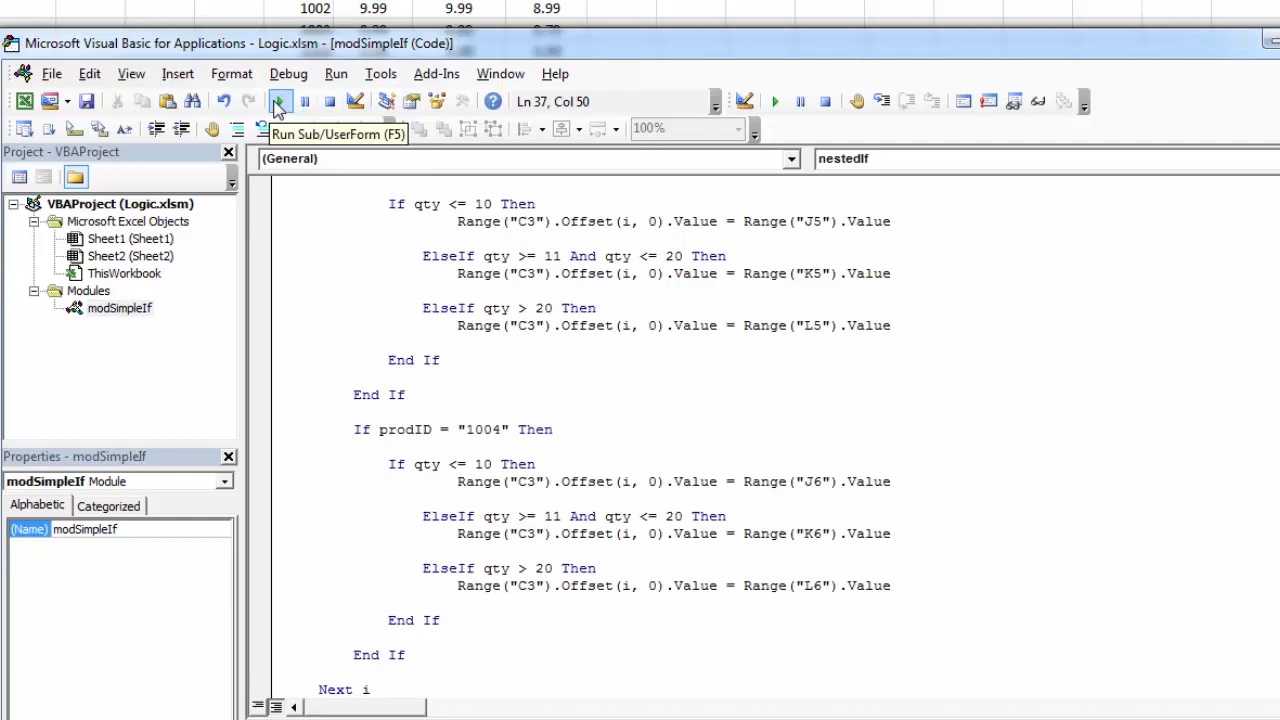 1002 9.99 9.99 8.99
Microsoft Visual Basic for Applications - Logic.xlsm - [modSimpleIf (Code)]
File Edit View Insert Format Debug Run Tools Add-Ins Window Help
Ln 37, Col 50
Run Sub/UserForm (F5)
100%
Project - VBAProject
(General)
nestedIf
VBAProject (Logic.xlsm)
Microsoft Excel Objects
Sheet1 (Sheet1)
Sheet2 (Sheet2)
ThisWorkbook
Modules
modSimpleIf
Properties - modSimpleIf
modSimpleIf Module
Alphabetic Categorized
(Name) modSimpleIf
If qty <= 10 Then
Range("C3").Offset(i, 0).Value = Range("J5").Value
ElseIf qty >= 11 And qty <= 20 Then
Range("C3").Offset(i, 0).Value = Range("K5").Value
ElseIf qty > 20 Then
Range("C3").Offset(i, 0).Value = Range("L5").Value
End If
End If
If prodID = "1004" Then
If qty <= 10 Then
Range("C3").Offset(i, 0).Value = Range("J6").Value
ElseIf qty >= 11 And qty <= 20 Then
Range("C3").Offset(i, 0).Value = Range("K6").Value
ElseIf qty > 20 Then
Range("C3").Offset(i, 0).Value = Range("L6").Value
End If
End If
Next i